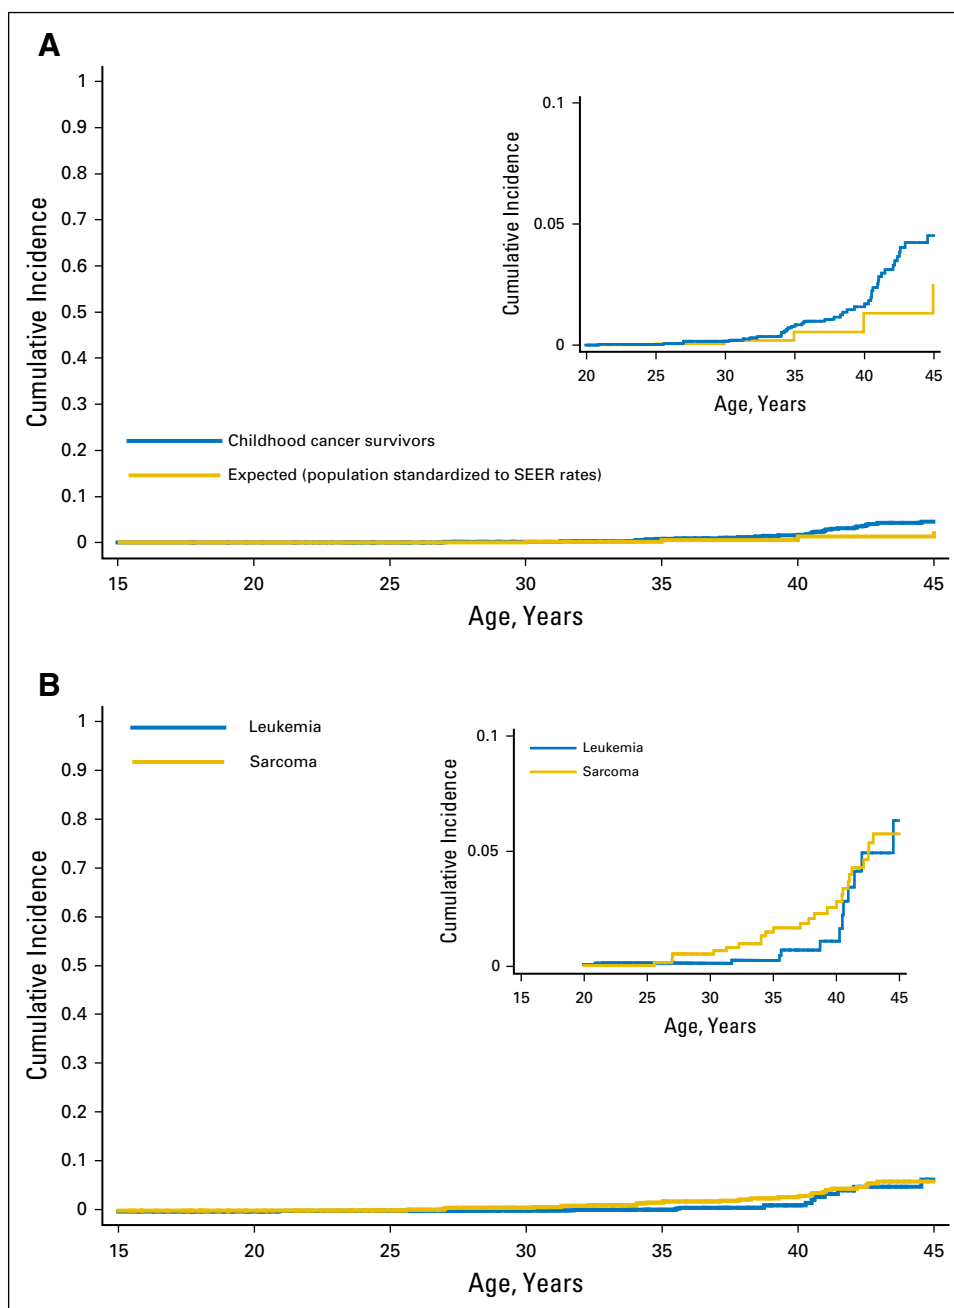 A
Cumulative Incidence
1
0.9
0.8
0.7
0.6
0.5
0.4
0.3
0.2
0.1
0
15 20 25 30 35 40 45
Age, Years
Childhood cancer survivors
Expected (population standardized to SEER rates)
Cumulative Incidence
0.1
0.05
0
20 25 30 35 40 45
Age, Years
B
Cumulative Incidence
1
0.9
0.8
0.7
0.6
0.5
0.4
0.3
0.2
0.1
0
15 20 25 30 35 40 45
Age, Years
Leukemia
Sarcoma
Cumulative Incidence
0.1
0.05
0
15 20 25 30 35 40 45
Age, Years
Leukemia
Sarcoma